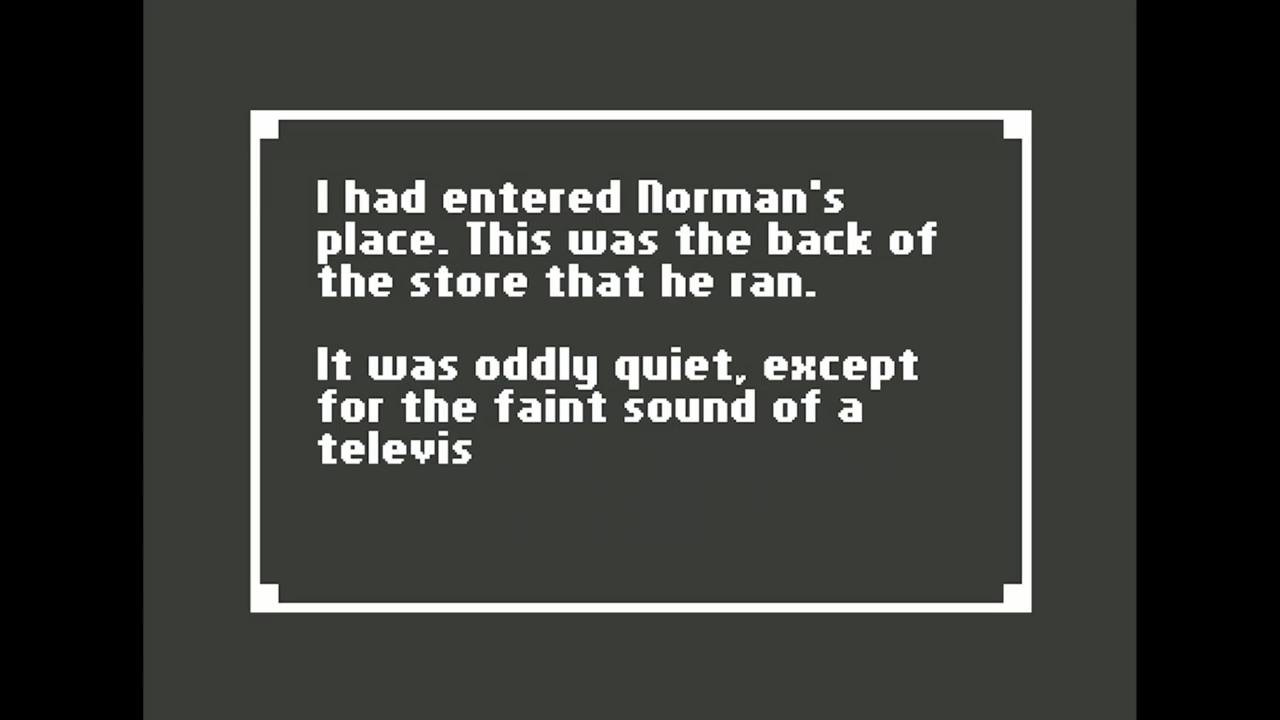 I had entered Norman's
place. This was the back of
the store that he ran.
It was oddly quiet, except
for the faint sound of a
televis